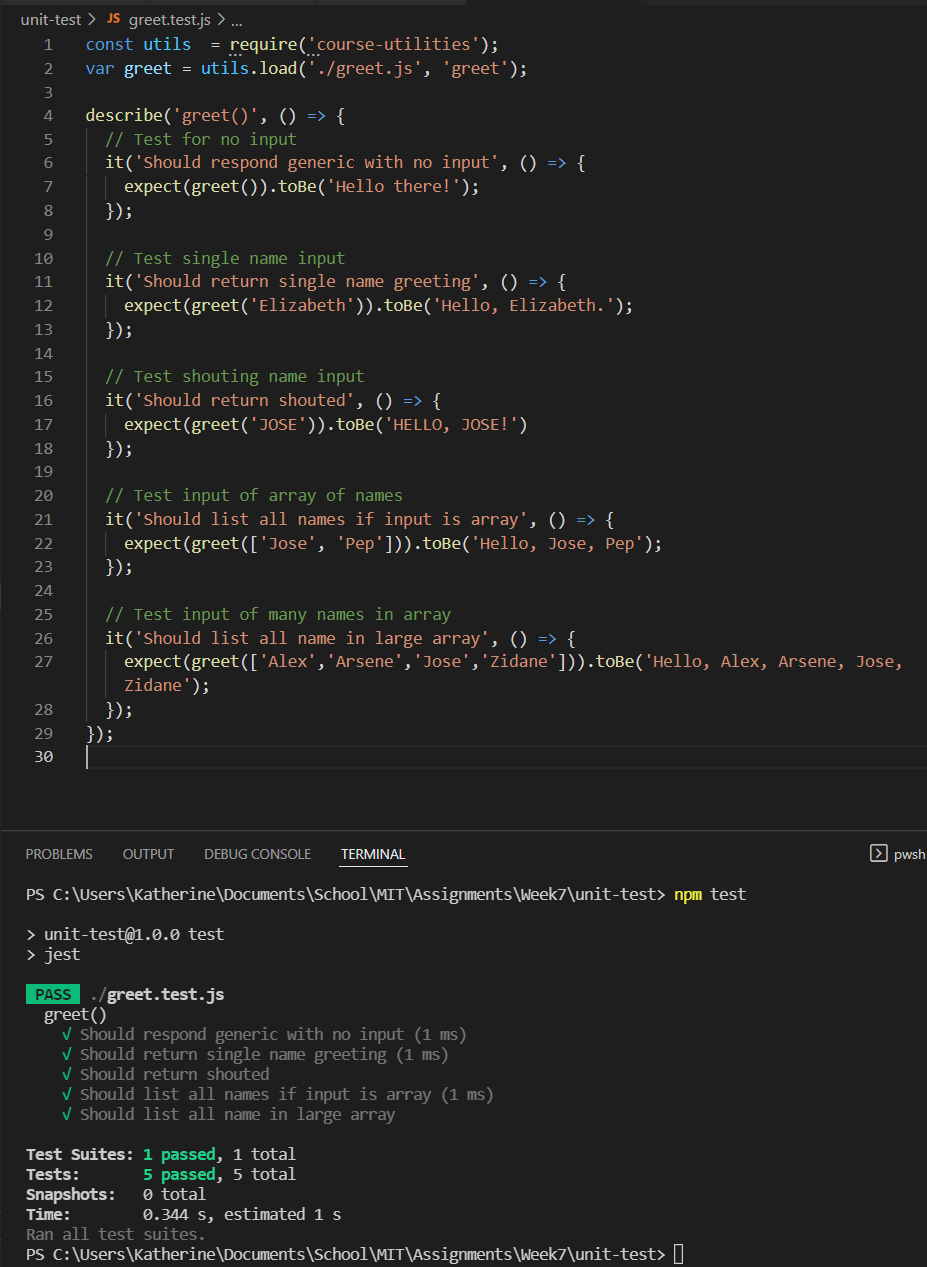 unit-test > JS greet.test.js > ...
1 const utils  = require('course-utilities');
2 var greet = utils.load('./greet.js', 'greet');
3
4 describe('greet()', () => {
5   // Test for no input
6   it('Should respond generic with no input', () => {
7     expect(greet()).toBe('Hello there!');
8   });
9
10   // Test single name input
11   it('Should return single name greeting', () => {
12     expect(greet('Elizabeth')).toBe('Hello, Elizabeth.');
13   });
14
15   // Test shouting name input
16   it('Should return shouted', () => {
17     expect(greet('JOSE')).toBe('HELLO, JOSE!')
18   });
19
20   // Test input of array of names
21   it('Should list all names if input is array', () => {
22     expect(greet(['Jose', 'Pep'])).toBe('Hello, Jose, Pep');
23   });
24
25   // Test input of many names in array
26   it('Should list all name in large array', () => {
27     expect(greet(['Alex','Arsene','Jose','Zidane'])).toBe('Hello, Alex, Arsene, Jose,
    Zidane');
28   });
29 });
30
PROBLEMS OUTPUT DEBUG CONSOLE TERMINAL pwsh
PS C:\Users\Katherine\Documents\School\MIT\Assignments\Week7\unit-test> npm test
> unit-test@1.0.0 test
> jest
PASS ./greet.test.js
  greet()
    √ Should respond generic with no input (1 ms)
    √ Should return single name greeting (1 ms)
    √ Should return shouted
    √ Should list all names if input is array (1 ms)
    √ Should list all name in large array
Test Suites: 1 passed, 1 total
Tests:       5 passed, 5 total
Snapshots:   0 total
Time:        0.344 s, estimated 1 s
Ran all test suites.
PS C:\Users\Katherine\Documents\School\MIT\Assignments\Week7\unit-test>